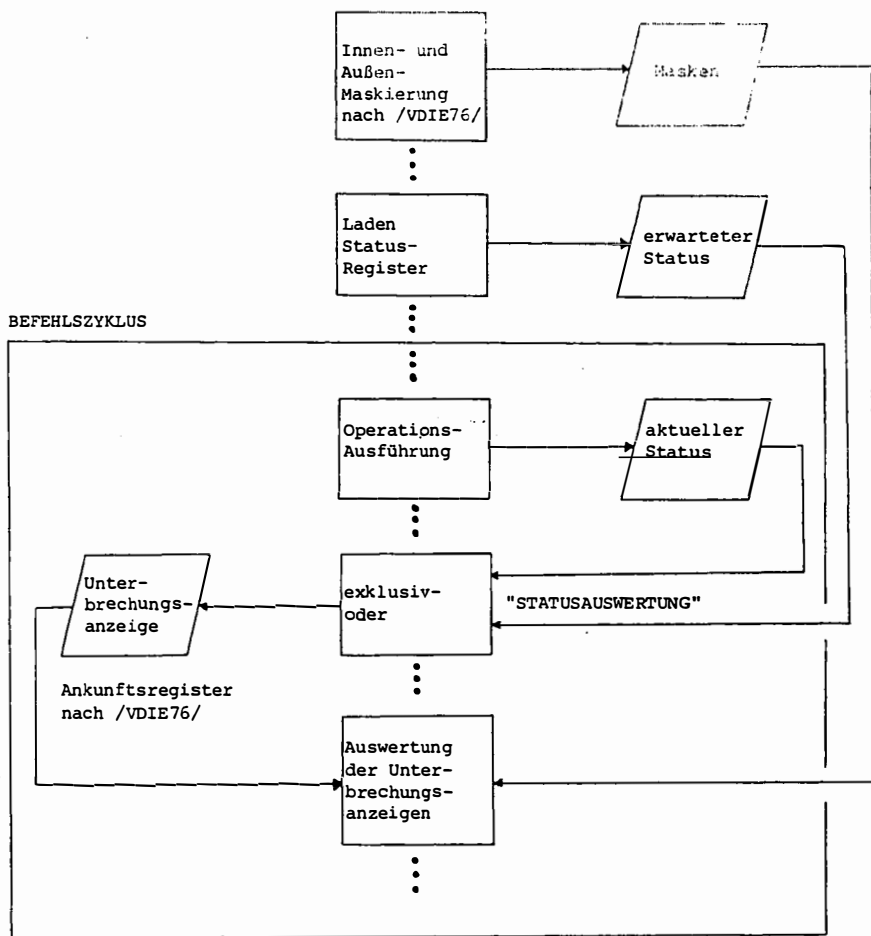 Innen- und
Außen-
Maskierung
nach /VDIE76/
Masken
Laden
Status-
Register
erwarteter
Status
BEFEHLSZYKLUS
Operations-
Ausführung
aktueller
Status
Unter-
brechungs-
anzeige
exklusiv-
oder
"STATUSAUSWERTUNG"
Ankunftsregister
nach /VDIE76/
Auswertung
der Unter-
brechungs-
anzeigen